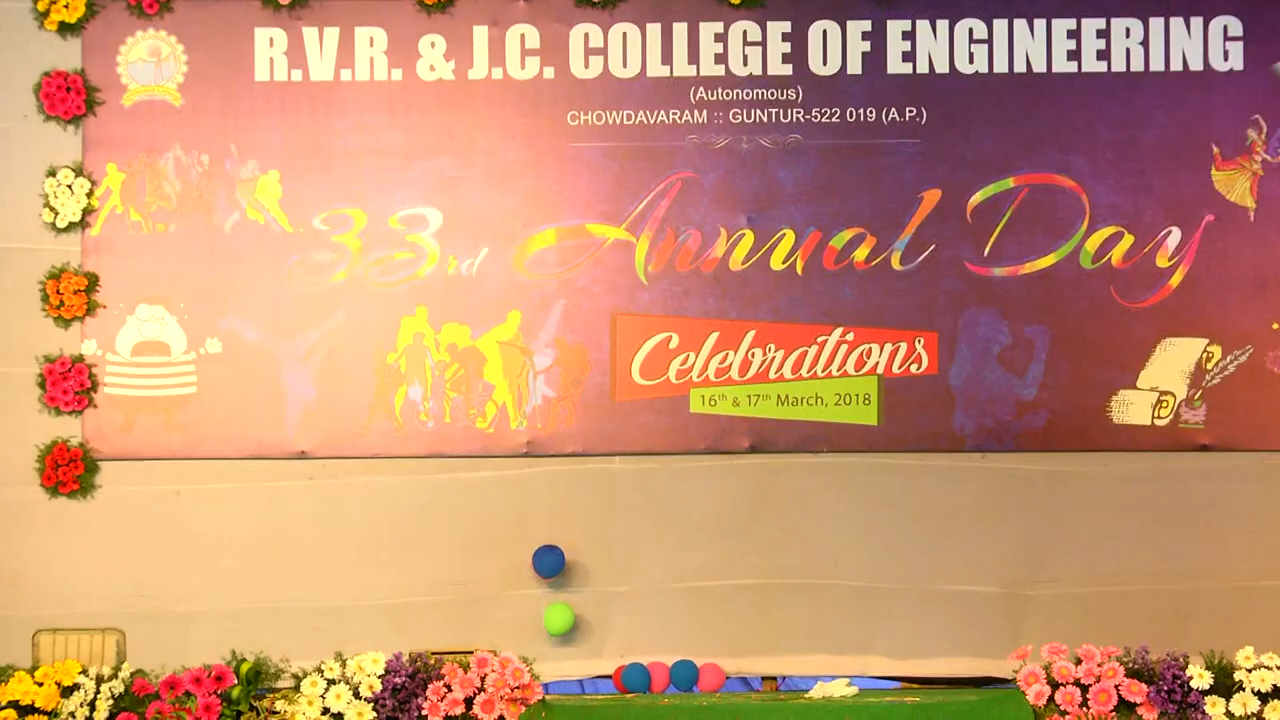 R.V.R. & J.C. COLLEGE OF ENGINEERING
(Autonomous)
CHOWDAVARAM :: GUNTUR-522 019 (A.P.)
33rd Annual Day
Celebrations
16th & 17th March, 2018